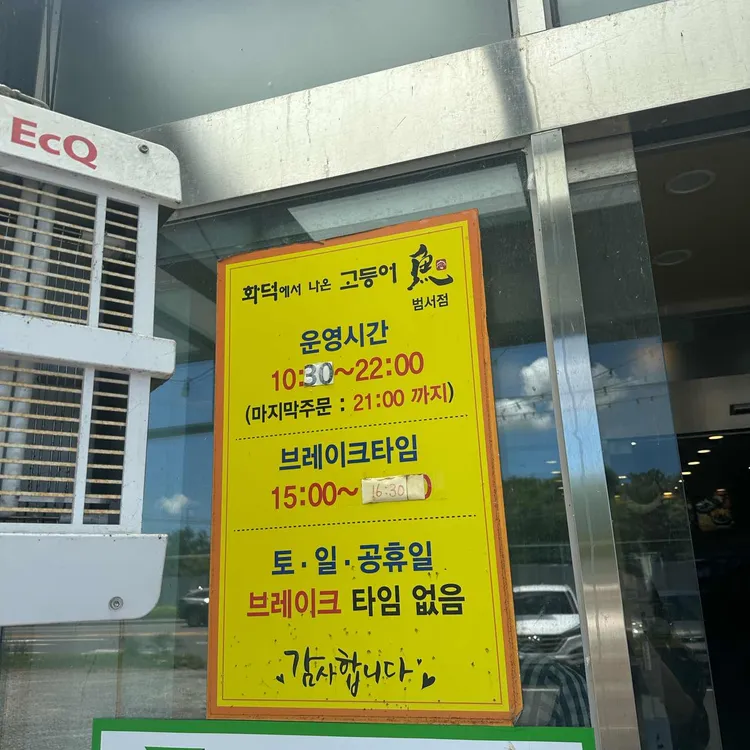 EcQ
화덕에서 나온 고등어 魚
범서점
운영시간
10:30~22:00
(마지막주문 : 21:00 까지)
브레이크타임
15:00~16:30
토·일·공휴일
브레이크 타임 없음
감사합니다